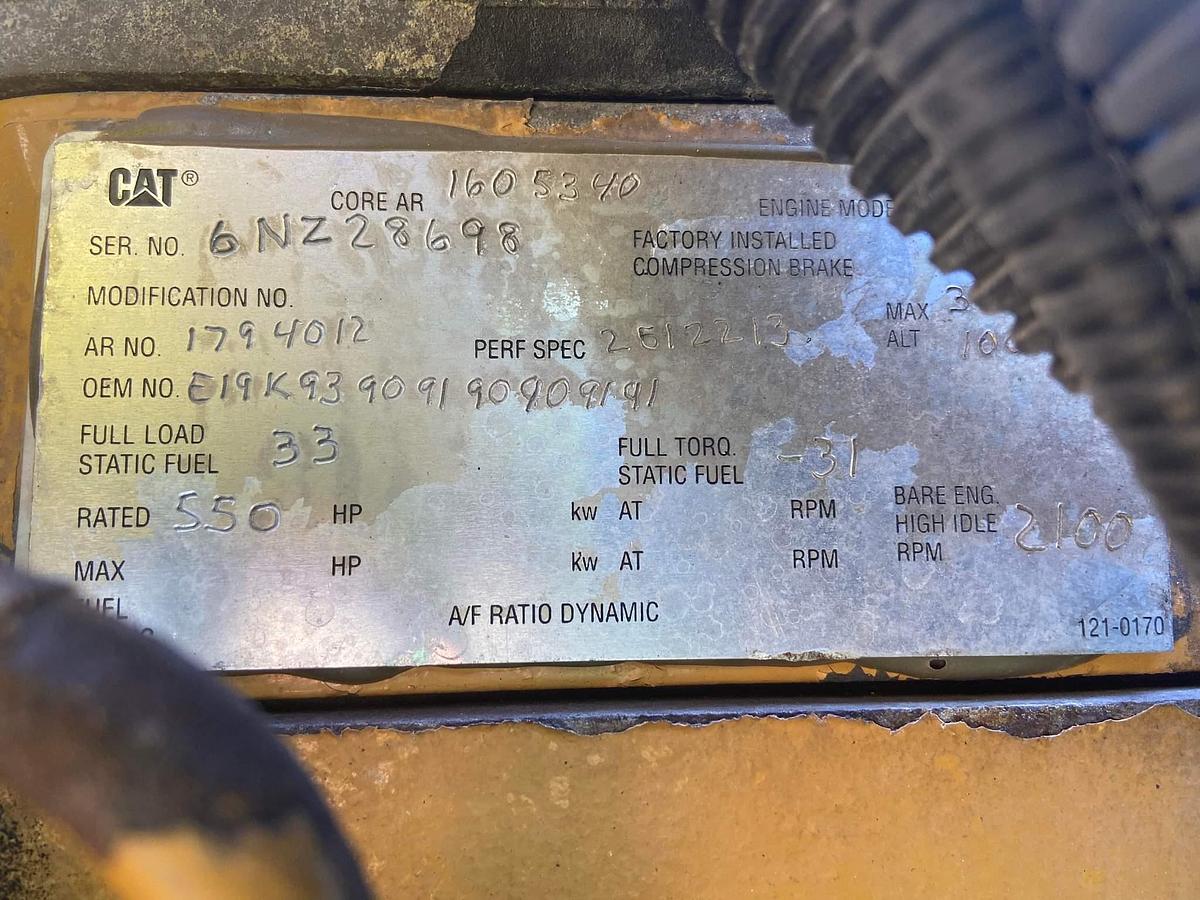 CAT®
CORE AR 1605340
ENGINE
SER. NO. 6NZ28698
FACTORY INSTALLED
COMPRESSION BRAKE
MODIFICATION NO.
MAX
ALT
AR NO. 1794012
PERF SPEC
OEM NO. E19K93909190909191
FULL LOAD
STATIC FUEL 33
FULL TORQ.
STATIC FUEL -31
RATED 550 HP kw AT RPM
BARE ENG.
HIGH IDLE 2100
RPM
MAX HP kw AT RPM
A/F RATIO DYNAMIC
121-0170